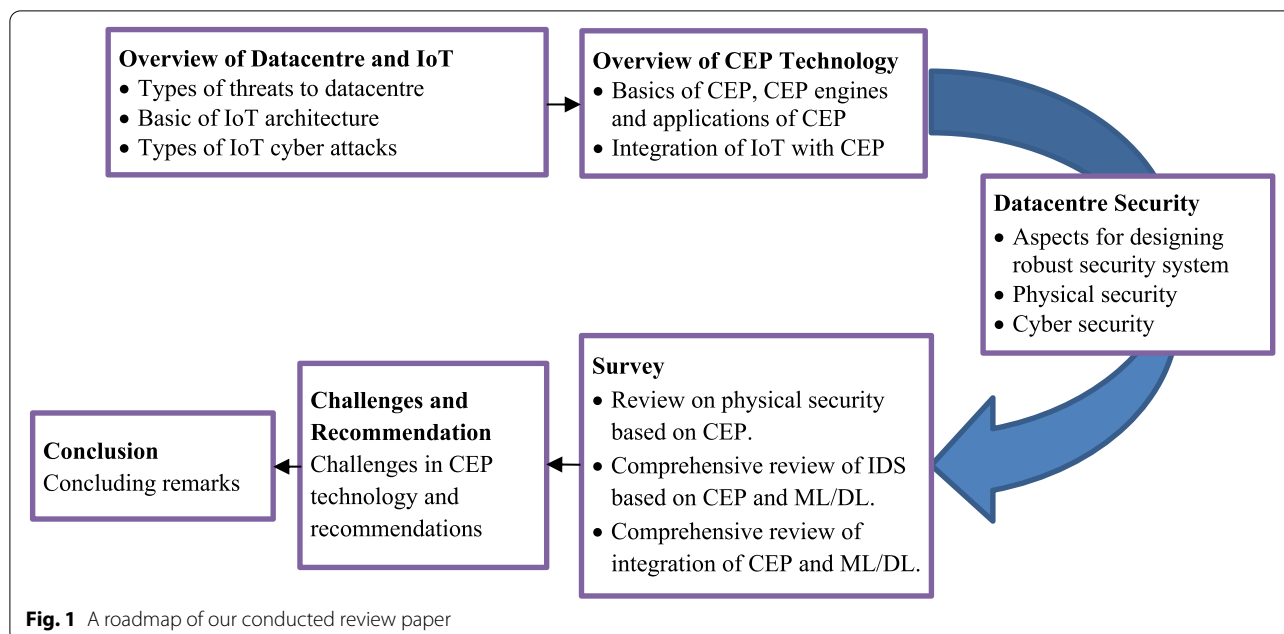 Overview of Datacentre and IoT
• Types of threats to datacentre
• Basic of IoT architecture
• Types of IoT cyber attacks
Overview of CEP Technology
• Basics of CEP, CEP engines
and applications of CEP
• Integration of IoT with CEP
Datacentre Security
• Aspects for designing
robust security system
• Physical security
• Cyber security
Survey
• Review on physical security
based on CEP.
• Comprehensive review of IDS
based on CEP and ML/DL.
• Comprehensive review of
integration of CEP and ML/DL.
Challenges and
Recommendation
Challenges in CEP
technology and
recommendations
Conclusion
Concluding remarks
Fig. 1 A roadmap of our conducted review paper